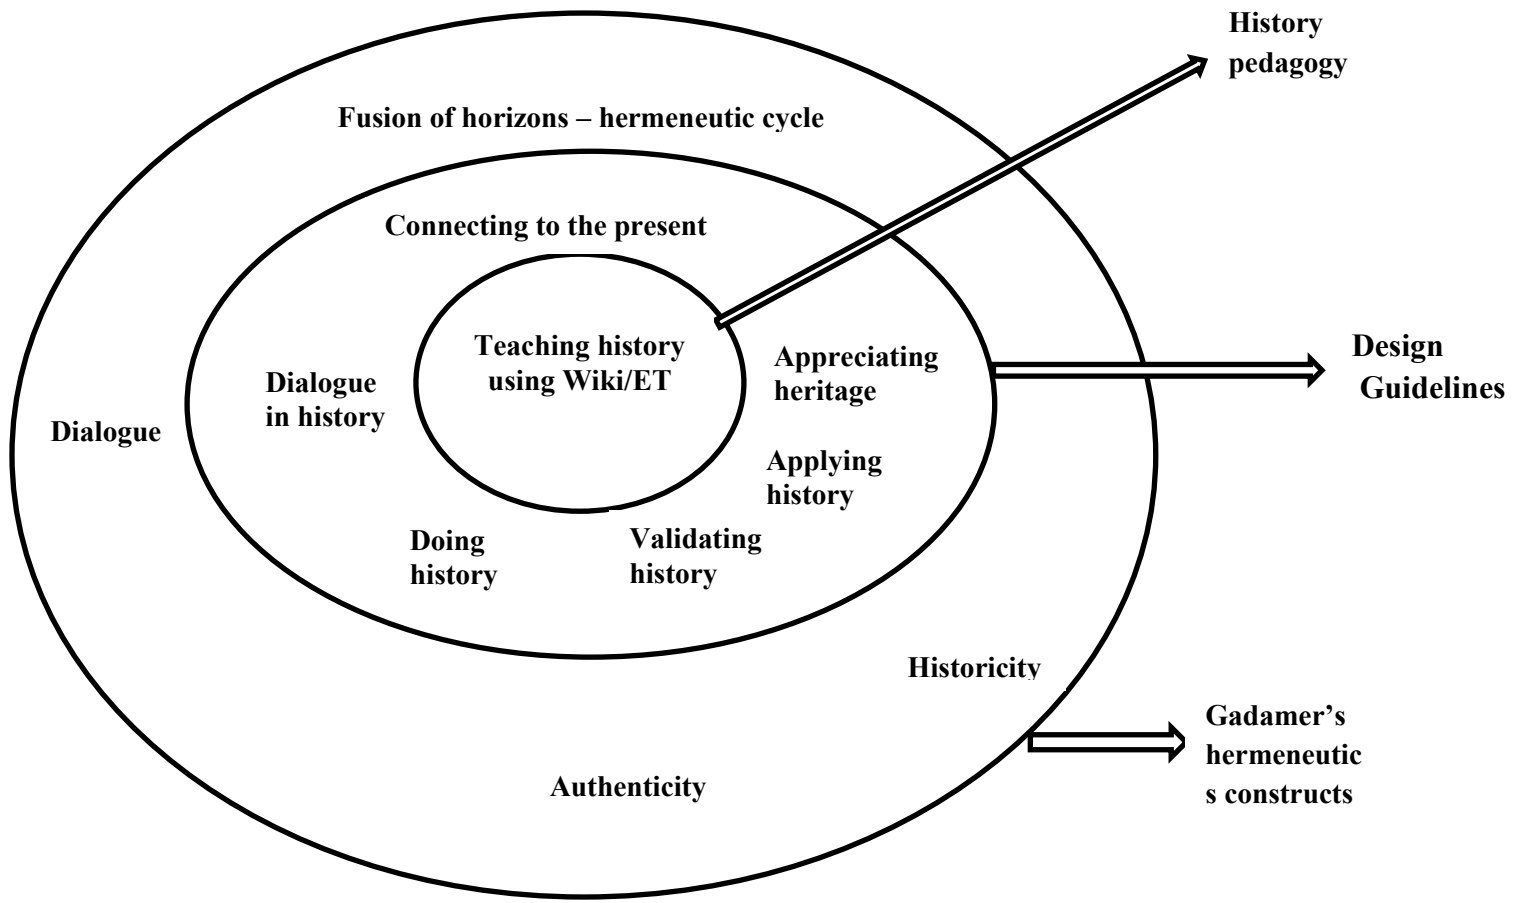 History
pedagogy
Fusion of horizons – hermeneutic cycle
Connecting to the present
Teaching history
using Wiki/ET
Appreciating
heritage
Design
Guidelines
Dialogue
in history
Dialogue
Applying
history
Doing
history
Validating
history
Historicity
Gadamer’s
hermeneutic
s constructs
Authenticity